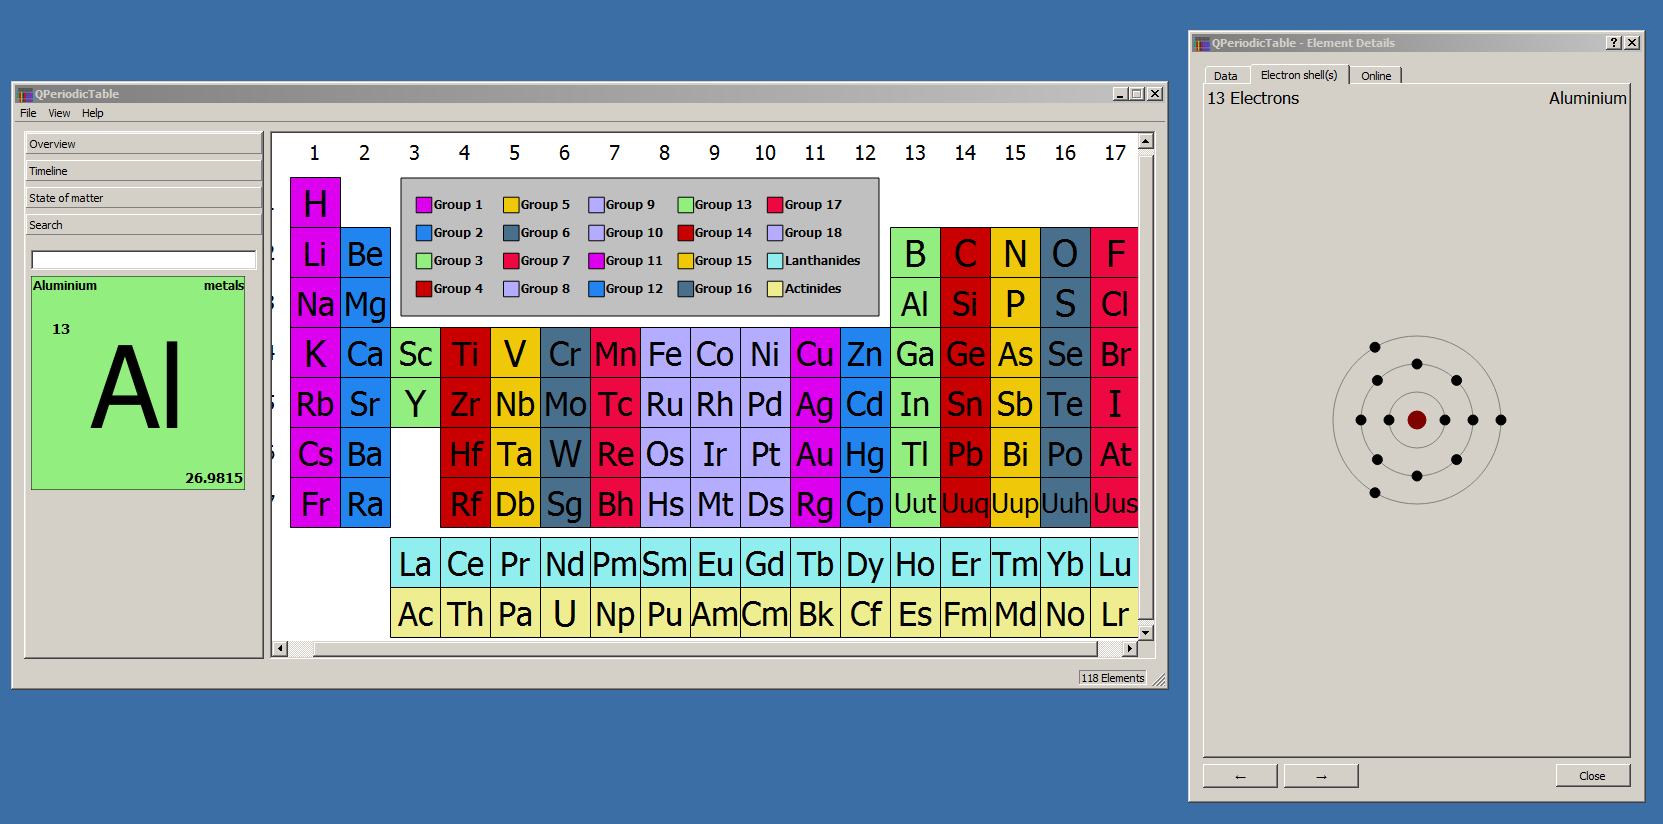 QPeriodicTable
File View Help
Overview
Timeline
State of matter
Search
Aluminium metals
13
Al
26.9815
1 2 3 4 5 6 7 8 9 10 11 12 13 14 15 16 17
Group 1 Group 5 Group 9 Group 13 Group 17
Group 2 Group 6 Group 10 Group 14 Group 18
Group 3 Group 7 Group 11 Group 15 Lanthanides
Group 4 Group 8 Group 12 Group 16 Actinides
H
2 Li Be B C N O F
3 Na Mg Al Si P S Cl
4 K Ca Sc Ti V Cr Mn Fe Co Ni Cu Zn Ga Ge As Se Br
5 Rb Sr Y Zr Nb Mo Tc Ru Rh Pd Ag Cd In Sn Sb Te I
6 Cs Ba Hf Ta W Re Os Ir Pt Au Hg Tl Pb Bi Po At
7 Fr Ra Rf Db Sg Bh Hs Mt Ds Rg Cp Uut Uuq Uup Uuh Uus
La Ce Pr Nd Pm Sm Eu Gd Tb Dy Ho Er Tm Yb Lu
Ac Th Pa U Np Pu Am Cm Bk Cf Es Fm Md No Lr
118 Elements
QPeriodicTable - Element Details
Data Electron shell(s) Online
13 Electrons Aluminium
← → Close